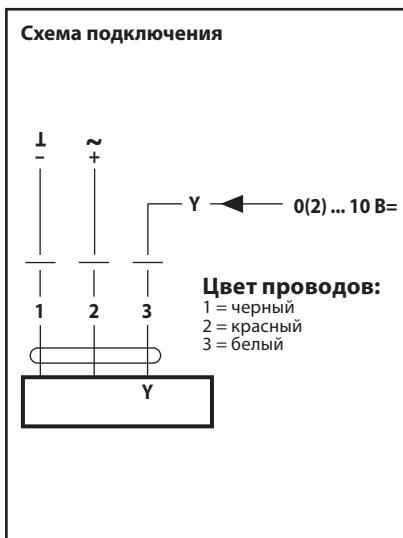 Схема подключения
⊥ ~
– +
Y 0(2) ... 10 В=
Цвет проводов:
1 = черный
2 = красный
3 = белый
1 2 3
Y